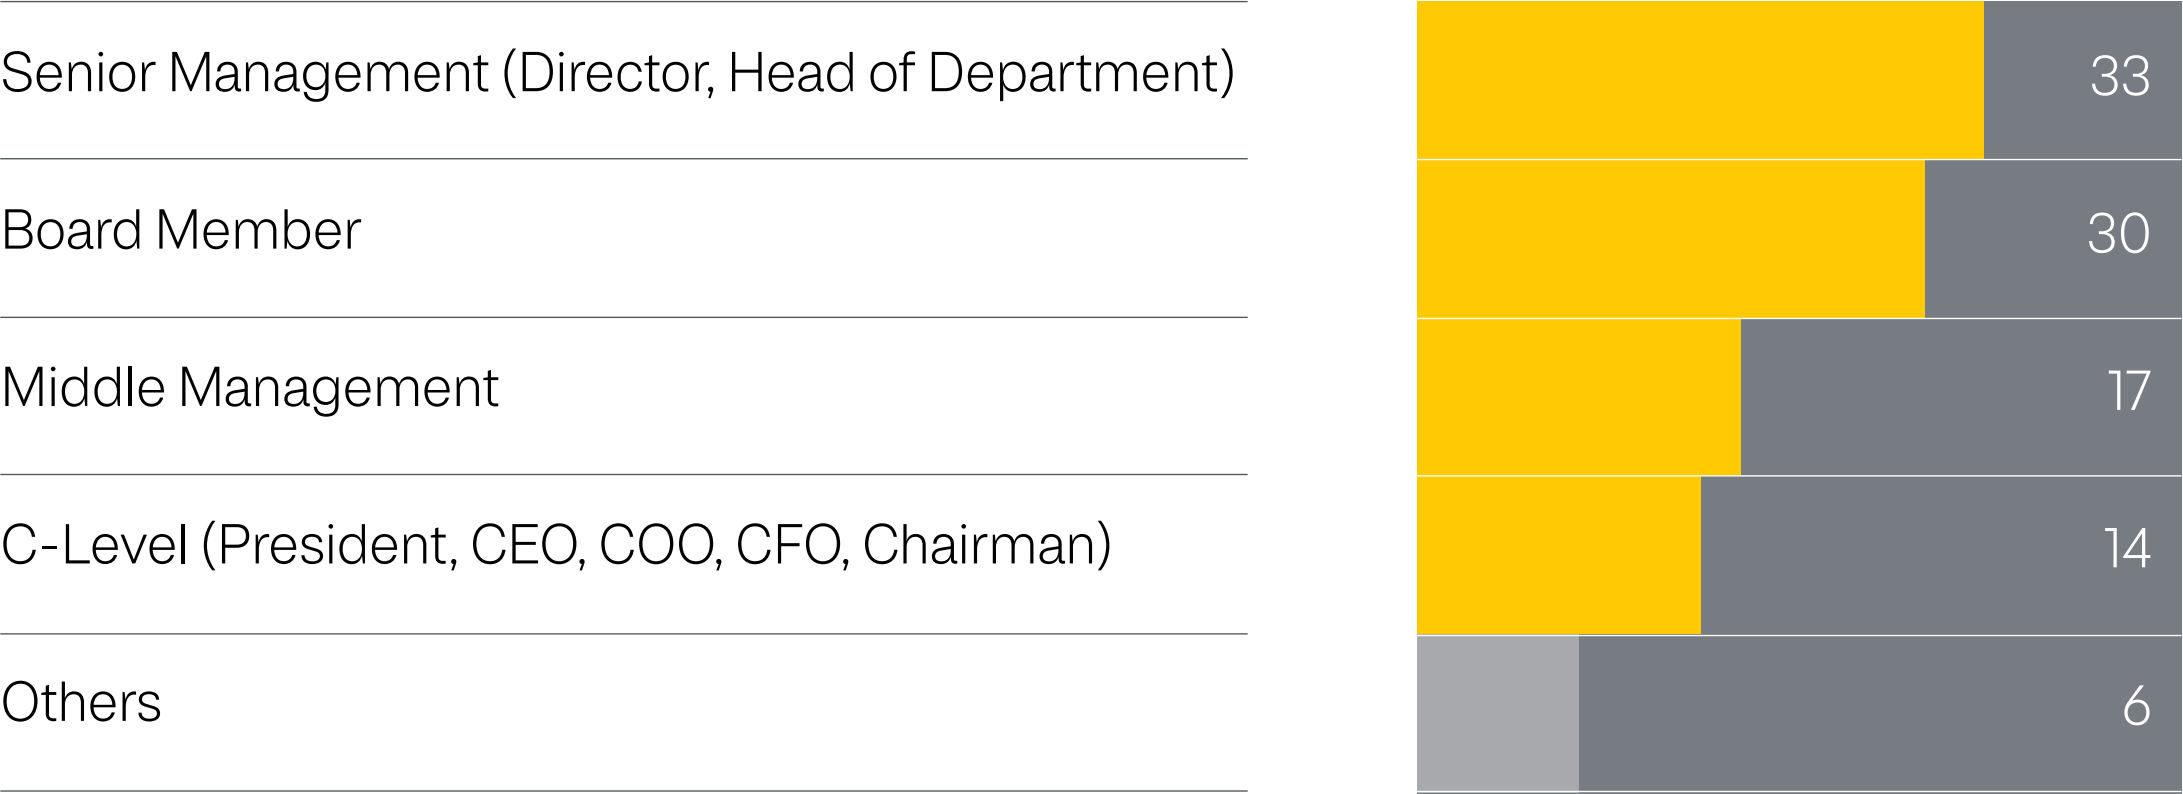 Senior Management (Director, Head of Department) 33
Board Member 30
Middle Management 17
C-Level (President, CEO, COO, CFO, Chairman) 14
Others 6